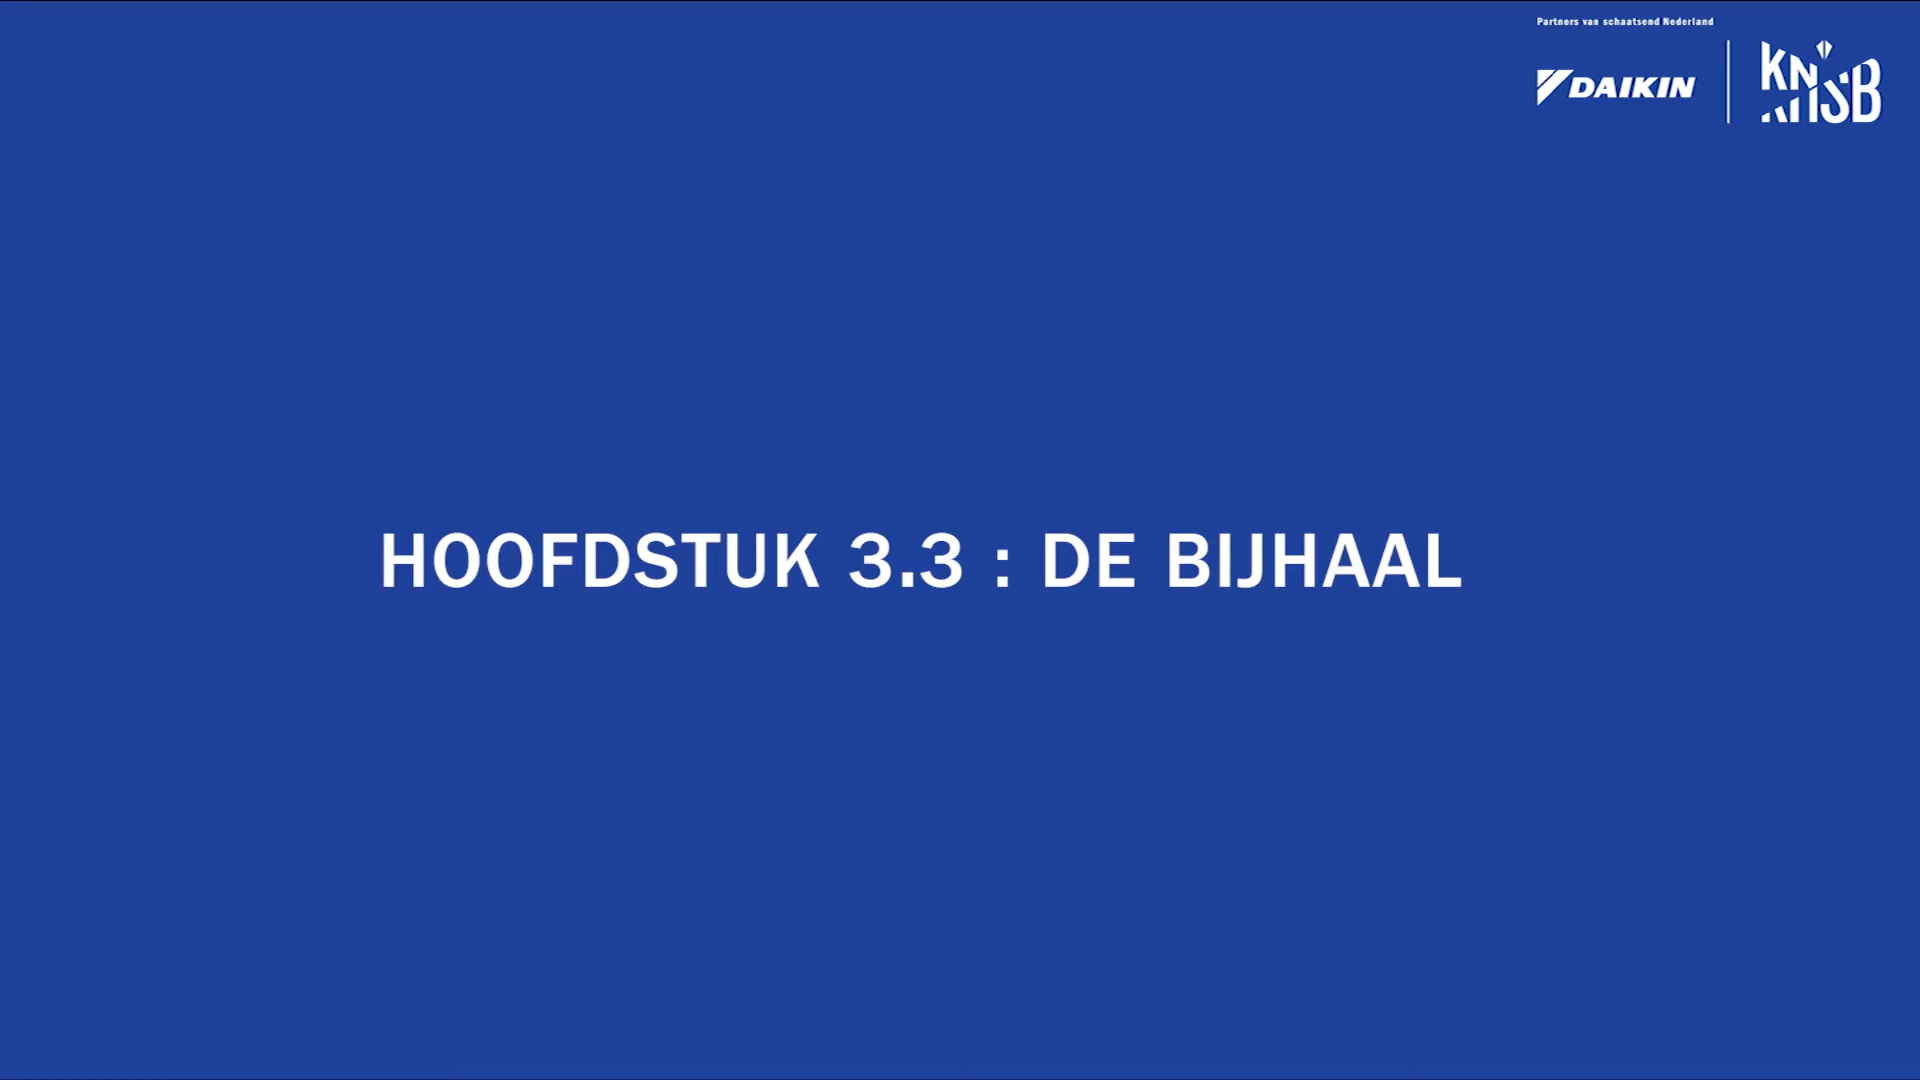 Partners van schaatsend Nederland
DAIKIN
KNSB
HOOFDSTUK 3.3 : DE BIJHAAL